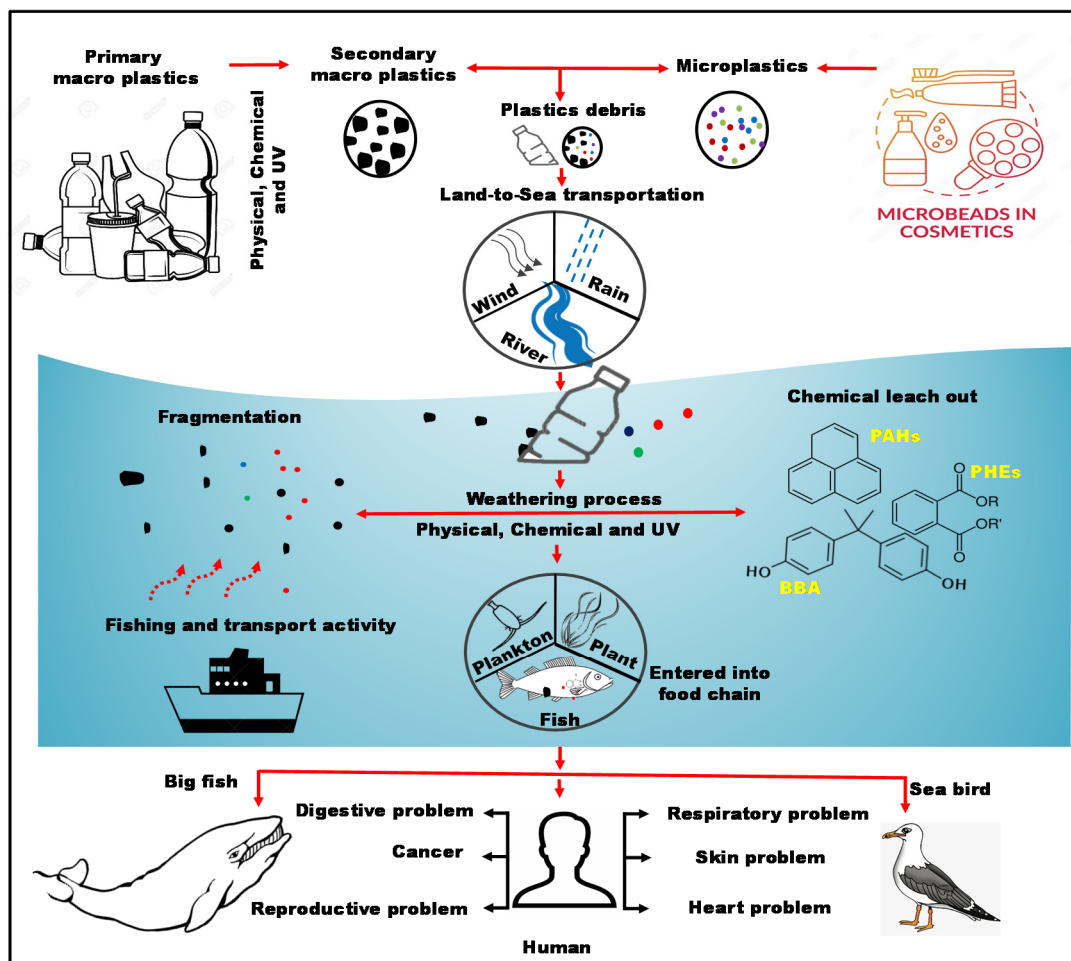 Primary
macro plastics
Secondary
macro plastics
Microplastics
Physical, Chemical
and UV
Plastics debris
MICROBEADS IN
COSMETICS
Land-to-Sea transportation
Wind
Rain
River
Fragmentation
Chemical leach out
PAHs
PHEs
O
OR
OR'
O
HO
OH
BBA
Weathering process
Physical, Chemical and UV
Fishing and transport activity
Plankton
Plant
Fish
Entered into
food chain
Big fish
Sea bird
Digestive problem
Respiratory problem
Cancer
Skin problem
Reproductive problem
Heart problem
Human